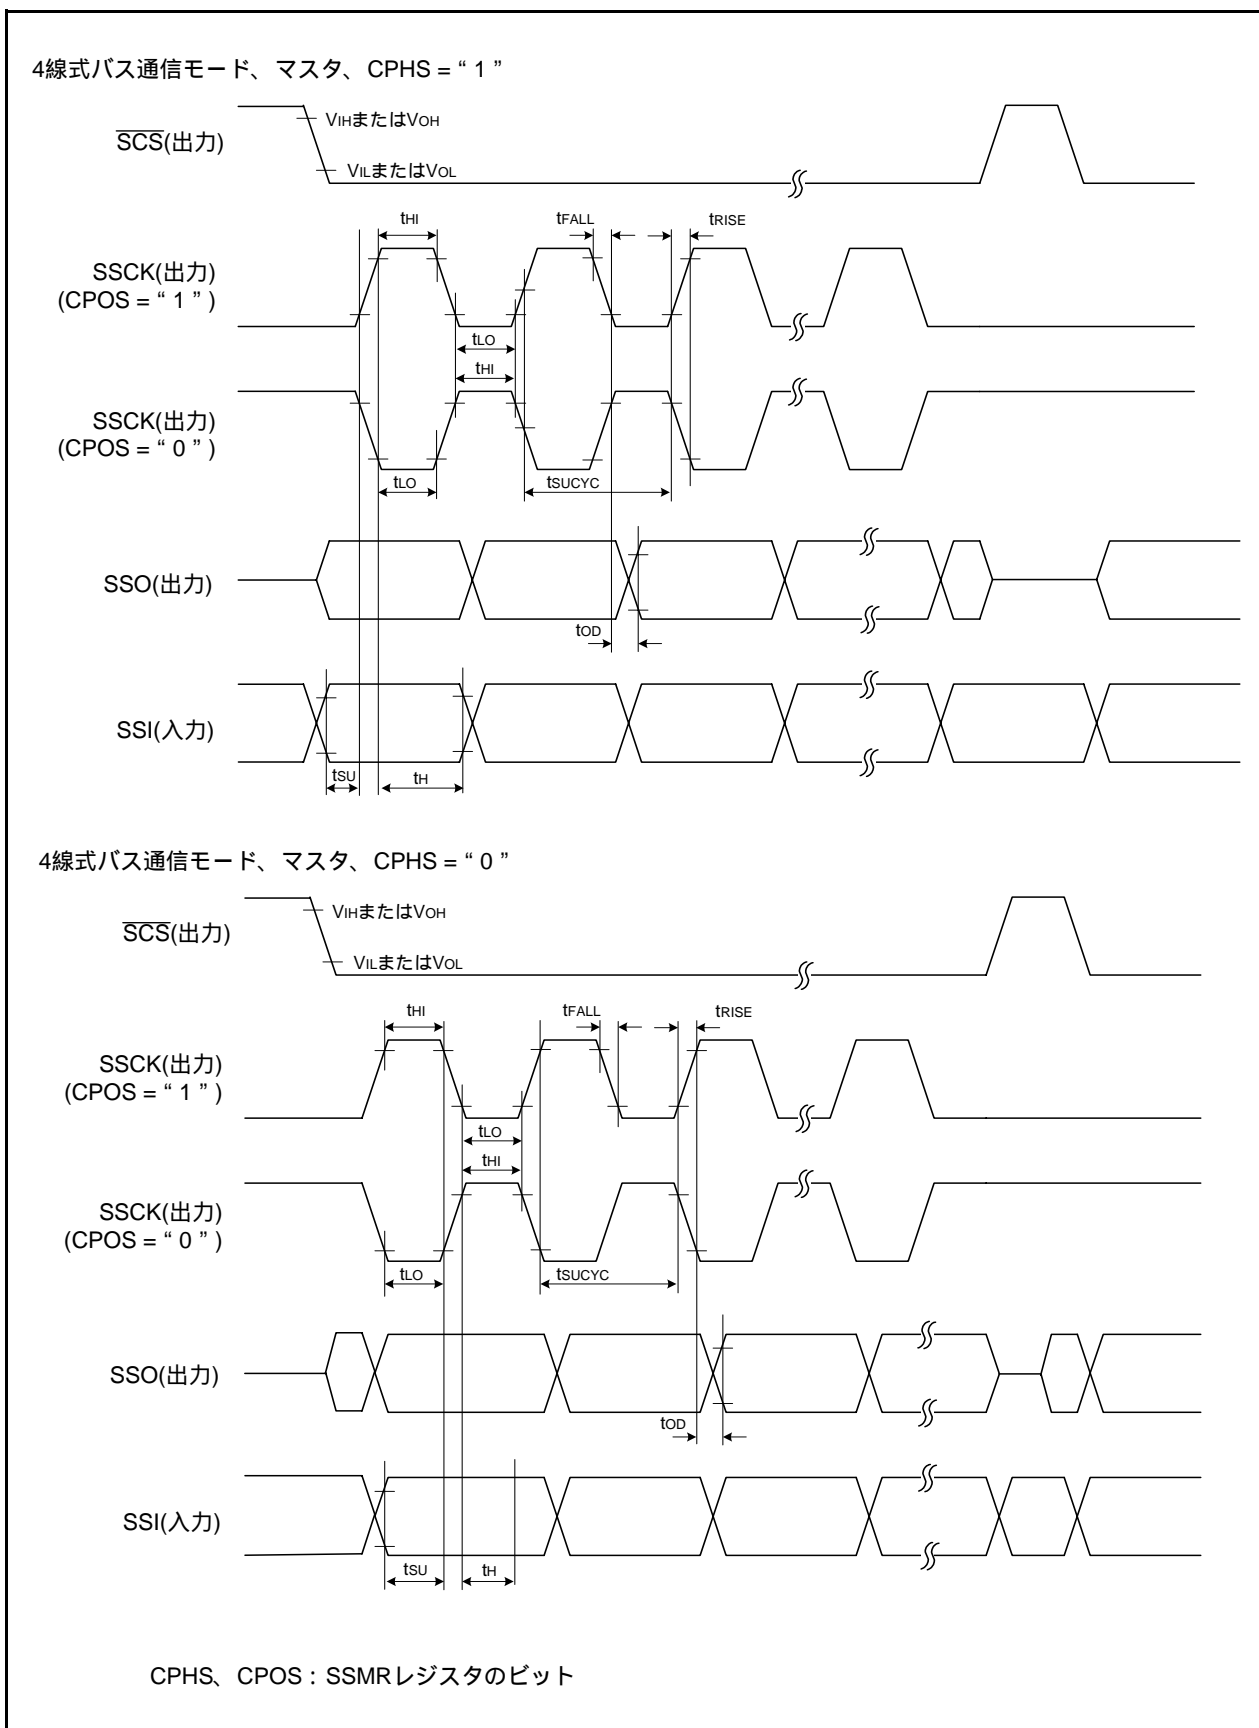 4線式バス通信モード、マスタ、CPHS = “ 1 ”
VIHまたはVOH
SCS(出力)
VILまたはVOL
tHI
tFALL
tRISE
SSCK(出力)
(CPOS = “ 1 ” )
tLO
tHI
SSCK(出力)
(CPOS = “ 0 ” )
tLO
tSUCYC
SSO(出力)
tOD
SSI(入力)
tSU
tH
4線式バス通信モード、マスタ、CPHS = “ 0 ”
VIHまたはVOH
SCS(出力)
VILまたはVOL
tHI
tFALL
tRISE
SSCK(出力)
(CPOS = “ 1 ” )
tLO
tHI
SSCK(出力)
(CPOS = “ 0 ” )
tLO
tSUCYC
SSO(出力)
tOD
SSI(入力)
tSU
tH
CPHS、CPOS : SSMRレジスタのビット